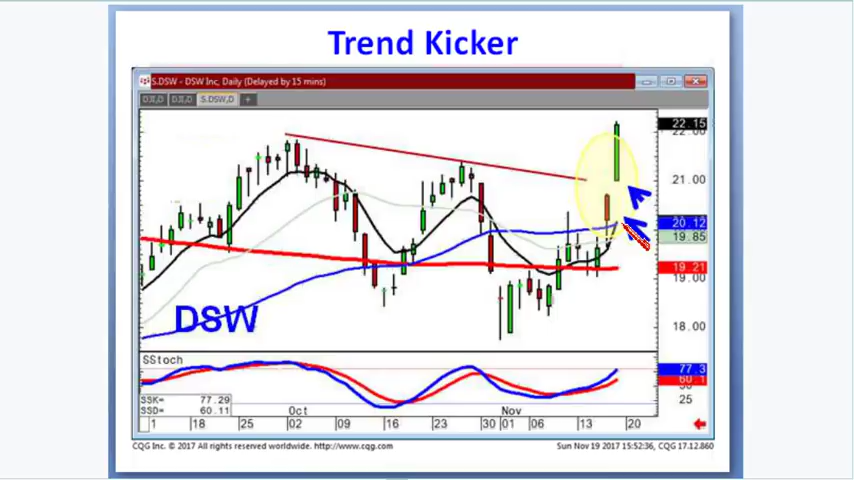 Trend Kicker
S.DSW - DSW Inc, Daily (Delayed by 15 mins)
DJI,D DJI,D S.DSW,D +
22.15
22.00
21.00
20.12
19.85
19.21
19.00
18.00
DSW
SStoch
77.3
60.1
25
SSK= 77.29
SSD= 60.11
Oct Nov
1 18 25 02 09 16 23 30 01 06 13 20
CQG Inc. © 2017 All rights reserved worldwide. http://www.cqg.com Sun Nov 19 2017 15:52:36, CQG 17.12.860